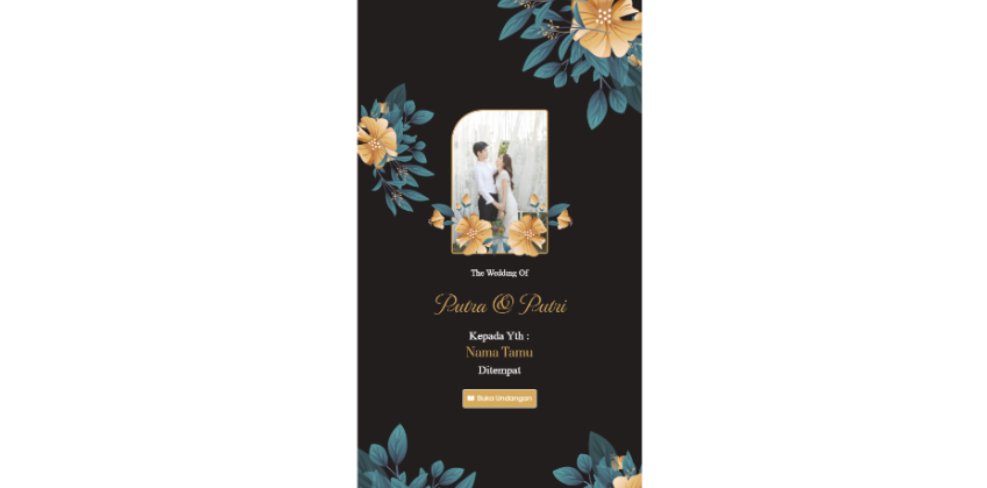 The Wedding Of
Putra & Putri
Kepada Yth :
Nama Tamu
Ditempat
Buka Undangan